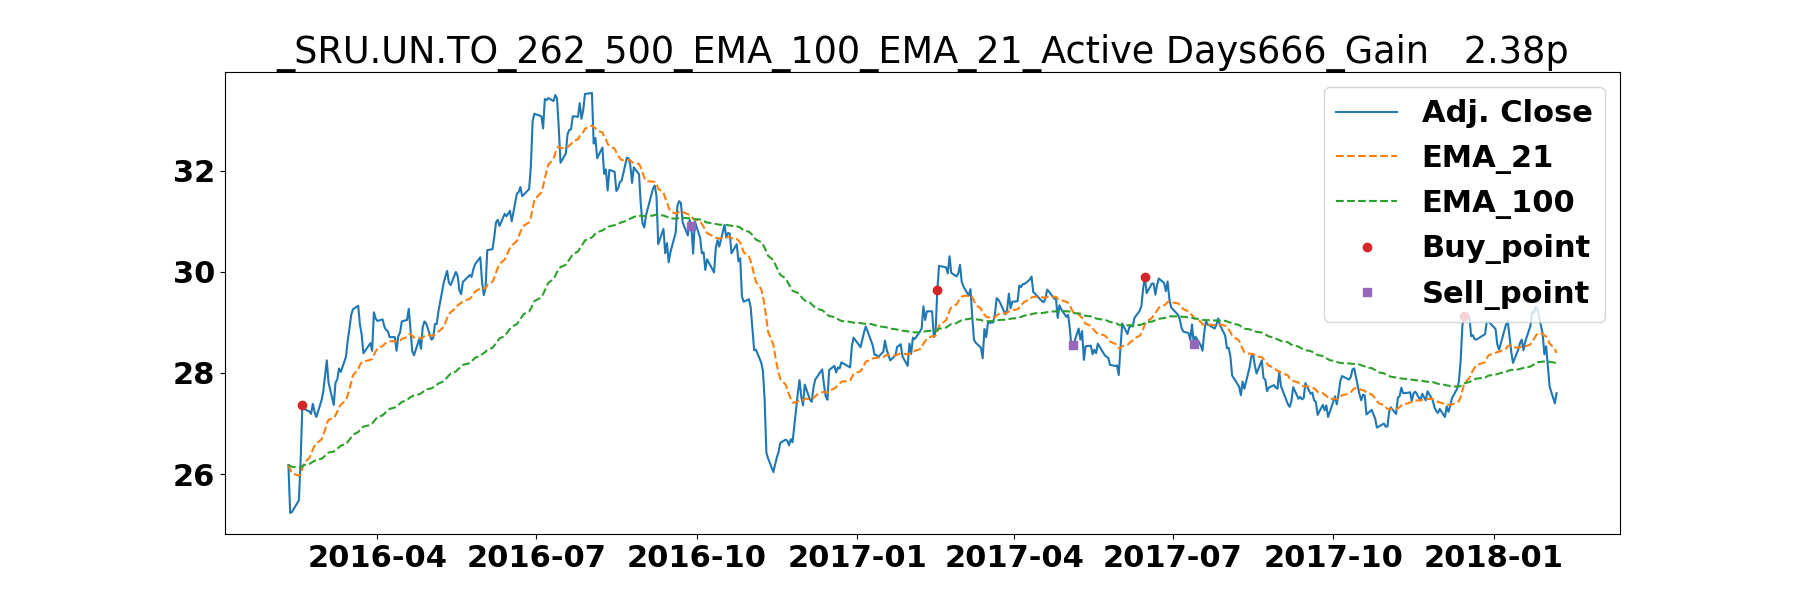 _SRU.UN.TO_262_500_EMA_100_EMA_21_Active Days666_Gain   2.38p
Adj. Close
EMA_21
EMA_100
Buy_point
Sell_point
32
30
28
26
2016-04 2016-07 2016-10 2017-01 2017-04 2017-07 2017-10 2018-01